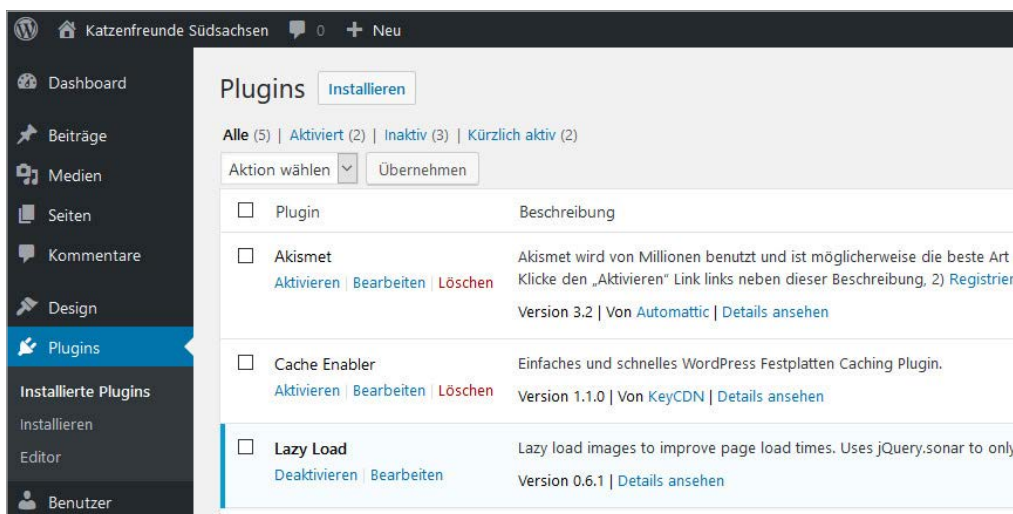 Katzenfreunde Südsachsen 0 Neu
Dashboard
Beiträge
Medien
Seiten
Kommentare
Design
Plugins
Installierte Plugins
Installieren
Editor
Benutzer
Plugins Installieren
Alle (5) | Aktiviert (2) | Inaktiv (3) | Kürzlich aktiv (2)
Aktion wählen Übernehmen
Plugin Beschreibung
Akismet Akismet wird von Millionen benutzt und ist möglicherweise die beste Art
Aktivieren | Bearbeiten | Löschen Klicke den „Aktivieren“ Link links neben dieser Beschreibung, 2) Registrier
Version 3.2 | Von Automattic | Details ansehen
Cache Enabler Einfaches und schnelles WordPress Festplatten Caching Plugin.
Aktivieren | Bearbeiten | Löschen Version 1.1.0 | Von KeyCDN | Details ansehen
Lazy Load Lazy load images to improve page load times. Uses jQuery.sonar to only
Deaktivieren | Bearbeiten Version 0.6.1 | Details ansehen